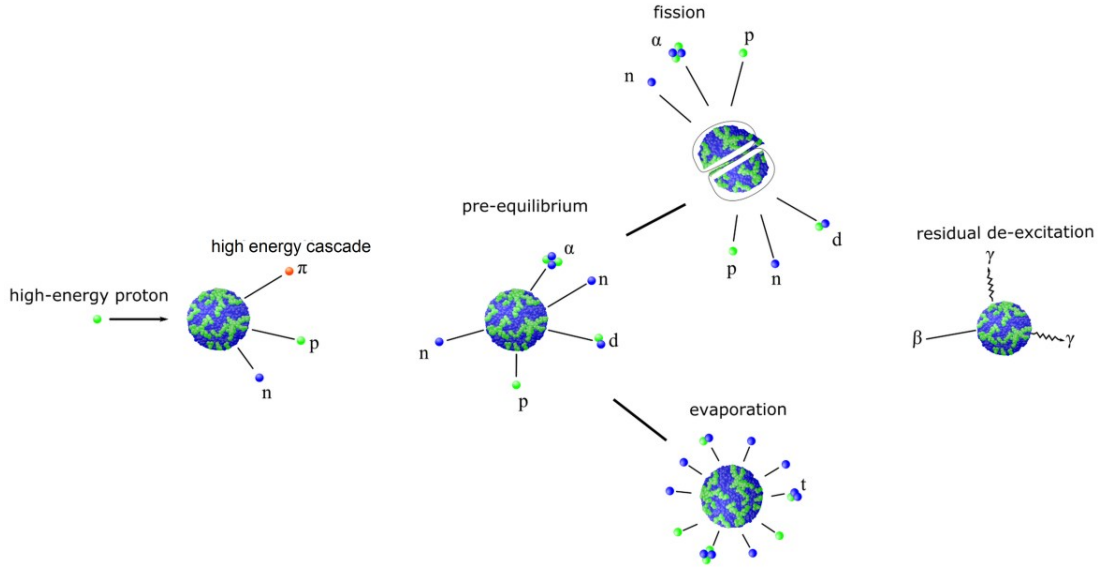 fission
α
p
n
p
n
d
pre-equilibrium
α
n
n
d
p
high energy cascade
π
high-energy proton
p
n
residual de-excitation
γ
β
γ
evaporation
t